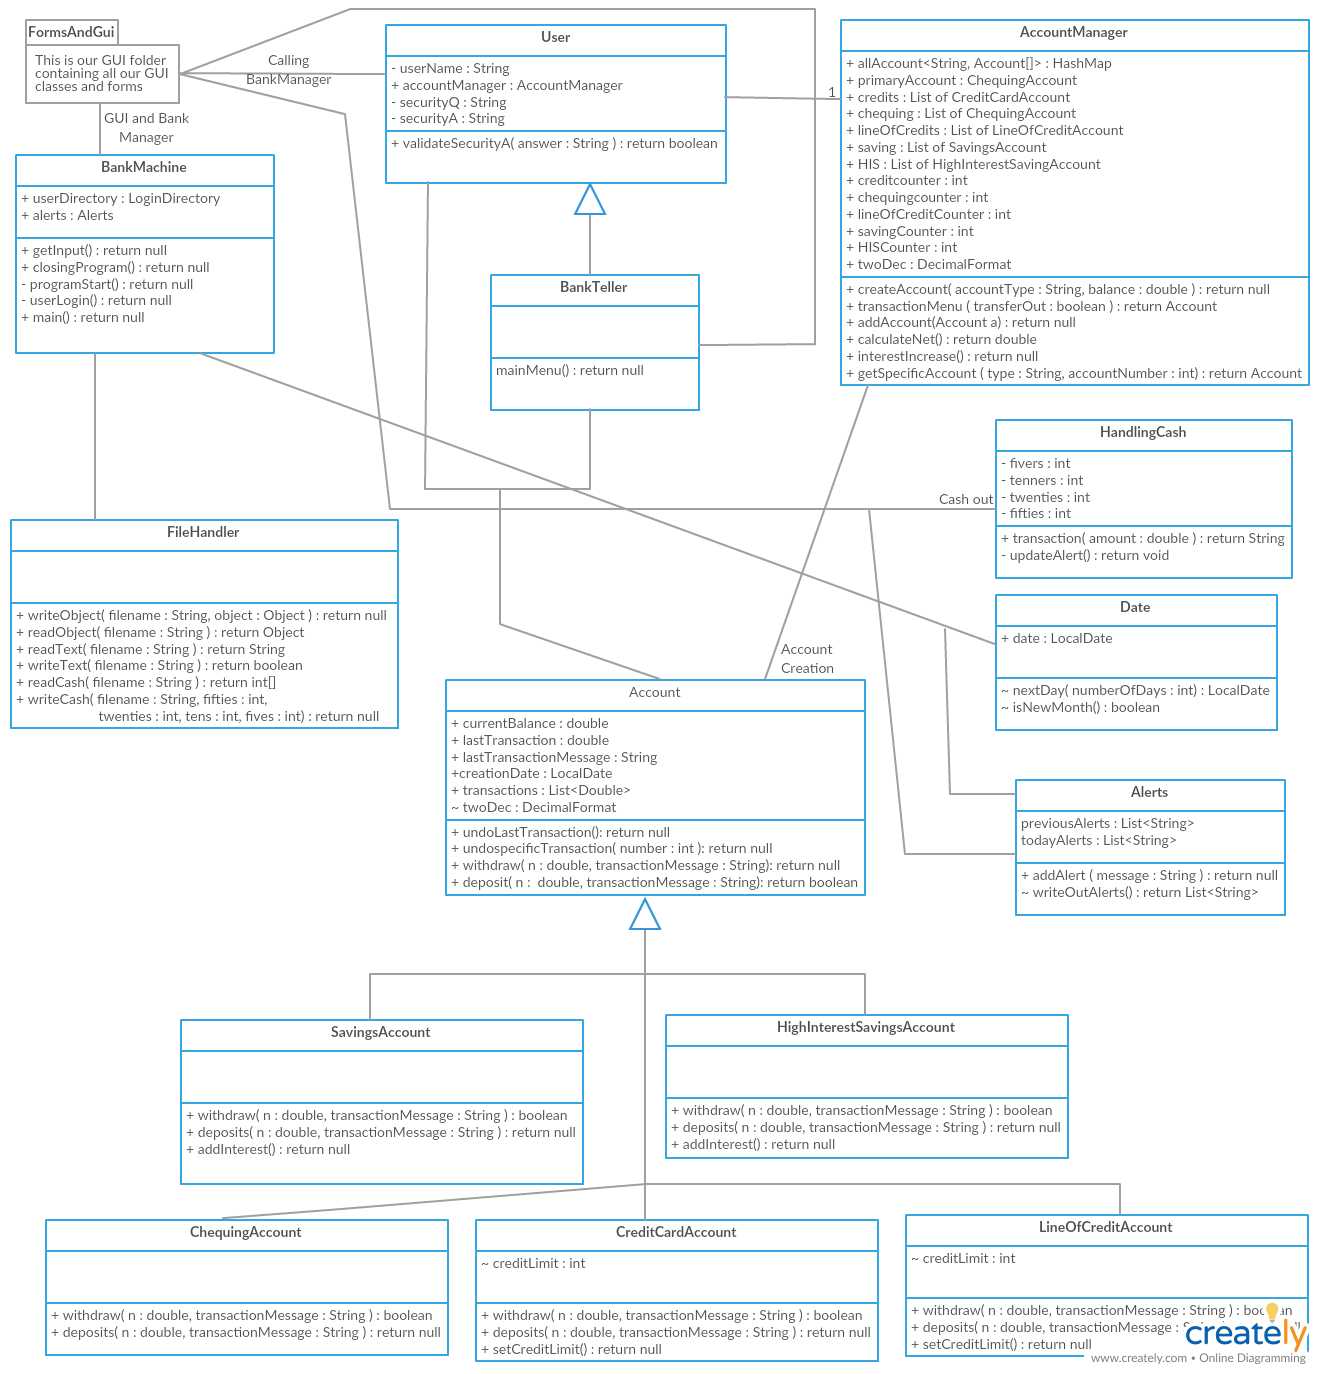 FormsAndGui
This is our GUI folder
containing all our GUI
classes and forms
Calling
BankManager
GUI and Bank
Manager
User
- userName : String
+ accountManager : AccountManager
- securityQ : String
- securityA : String
+ validateSecurityA( answer : String ) : return boolean
1
AccountManager
+ allAccount<String, Account[]> : HashMap
+ primaryAccount : ChequingAccount
+ credits : List of CreditCardAccount
+ chequing : List of ChequingAccount
+ lineOfCredits : List of LineOfCreditAccount
+ saving : List of SavingsAccount
+ HIS : List of HighInterestSavingAccount
+ creditcounter : int
+ chequingcounter : int
+ lineOfCreditCounter : int
+ savingCounter : int
+ HISCounter : int
+ twoDec : DecimalFormat
+ createAccount( accountType : String, balance : double ) : return null
+ transactionMenu ( transferOut : boolean ) : return Account
+ addAccount(Account a) : return null
+ calculateNet() : return double
+ interestIncrease() : return null
+ getSpecificAccount ( type : String, accountNumber : int) : return Account
BankMachine
+ userDirectory : LoginDirectory
+ alerts : Alerts
+ getInput() : return null
+ closingProgram() : return null
- programStart() : return null
- userLogin() : return null
+ main() : return null
BankTeller
mainMenu() : return null
HandlingCash
- fivers : int
- tenners : int
- twenties : int
- fifties : int
+ transaction( amount : double ) : return String
- updateAlert() : return void
Cash out
FileHandler
+ writeObject( filename : String, object : Object ) : return null
+ readObject( filename : String ) : return Object
+ readText( filename : String ) : return String
+ writeText( filename : String ) : return boolean
+ readCash( filename : String ) : return int[]
+ writeCash( filename : String, fifties : int,
twenties : int, tens : int, fives : int) : return null
Date
+ date : LocalDate
~ nextDay( numberOfDays : int) : LocalDate
~ isNewMonth() : boolean
Account
Creation
Account
+ currentBalance : double
+ lastTransaction : double
+ lastTransactionMessage : String
+creationDate : LocalDate
+ transactions : List<Double>
~ twoDec : DecimalFormat
+ undoLastTransaction(): return null
+ undospecificTransaction( number : int ): return null
+ withdraw( n : double, transactionMessage : String): return null
+ deposit( n :  double, transactionMessage : String): return boolean
Alerts
previousAlerts : List<String>
todayAlerts : List<String>
+ addAlert ( message : String ) : return null
~ writeOutAlerts() : return List<String>
SavingsAccount
+ withdraw( n : double, transactionMessage : String ) : boolean
+ deposits( n : double, transactionMessage : String ) : return null
+ addInterest() : return null
HighInterestSavingsAccount
+ withdraw( n : double, transactionMessage : String ) : boolean
+ deposits( n : double, transactionMessage : String ) : return null
+ addInterest() : return null
ChequingAccount
+ withdraw( n : double, transactionMessage : String ) : boolean
+ deposits( n : double, transactionMessage : String ) : return null
CreditCardAccount
~ creditLimit : int
+ withdraw( n : double, transactionMessage : String ) : boolean
+ deposits( n : double, transactionMessage : String ) : return null
+ setCreditLimit() : return null
LineOfCreditAccount
~ creditLimit : int
+ withdraw( n : double, transactionMessage : String ) :
+ deposits( n : double, transactionMessage :
+ setCreditLimit() : return null
creately
www.creately.com • Online Diagramming